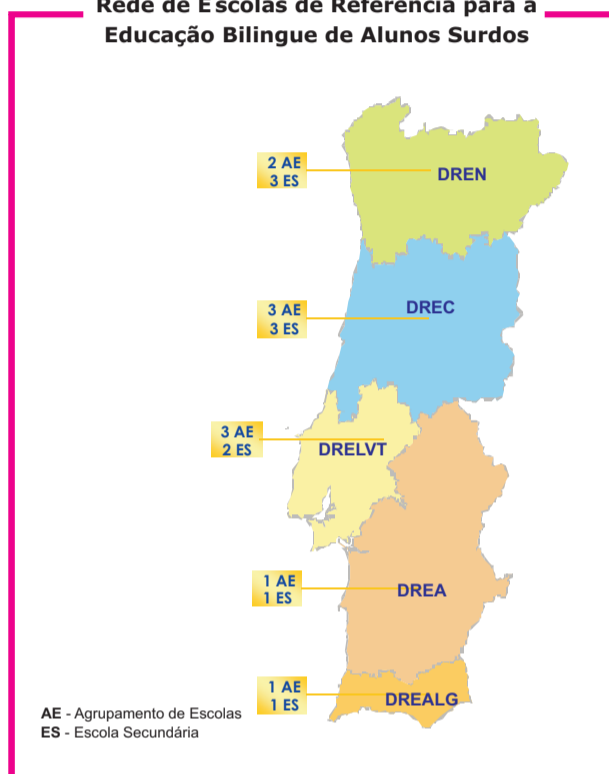 Rede de Escolas de Referência para a
Educação Bilingue de Alunos Surdos
2 AE
3 ES
DREN
3 AE
3 ES
DREC
3 AE
2 ES
DRELVT
1 AE
1 ES
DREA
1 AE
1 ES
DREALG
AE - Agrupamento de Escolas
ES - Escola Secundária